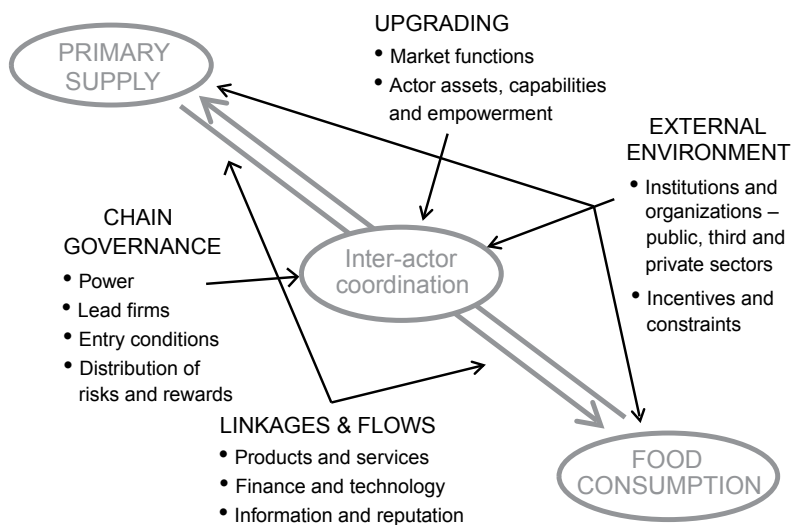 PRIMARY
SUPPLY
UPGRADING
• Market functions
• Actor assets, capabilities
and empowerment
EXTERNAL
ENVIRONMENT
• Institutions and
organizations –
public, third and
private sectors
• Incentives and
constraints
CHAIN
GOVERNANCE
• Power
• Lead firms
• Entry conditions
• Distribution of
risks and rewards
Inter-actor
coordination
LINKAGES & FLOWS
• Products and services
• Finance and technology
• Information and reputation
FOOD
CONSUMPTION